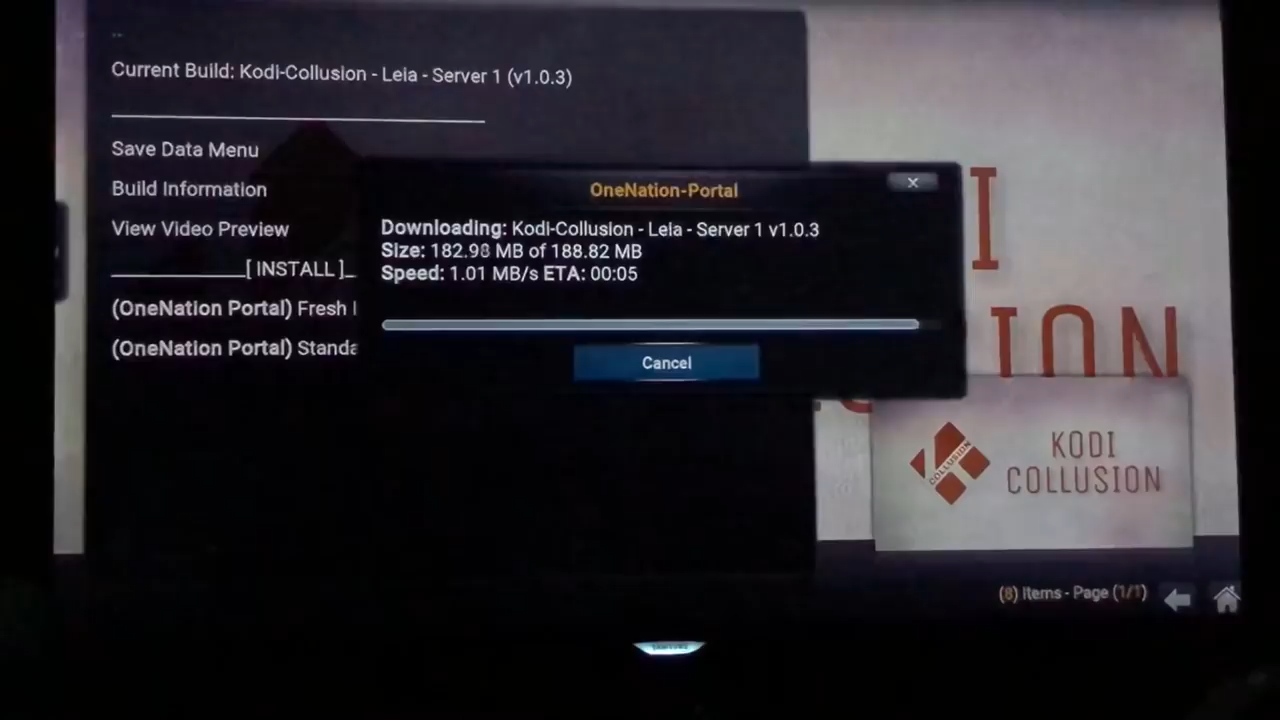 ..
Current Build: Kodi-Collusion - Leia - Server 1 (v1.0.3)
Save Data Menu
Build Information
View Video Preview
[ INSTALL ]
(OneNation Portal) Fresh
(OneNation Portal) Standa
OneNation-Portal
Downloading: Kodi-Collusion - Leia - Server 1 v1.0.3
Size: 182.98 MB of 188.82 MB
Speed: 1.01 MB/s ETA: 00:05
Cancel
I
ION
COLLUSION
KODI
COLLUSION
(8) Items - Page (1/1)
SAMSUNG